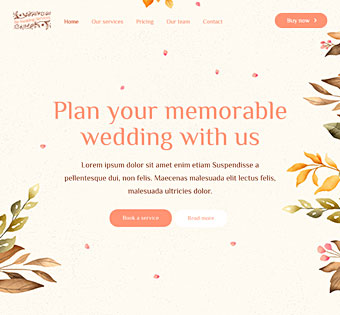 Home Our services Pricing Our team Contact Buy now
Plan your memorable
wedding with us
Lorem ipsum dolor sit amet enim etiam Suspendisse a
pellentesque dui, non felis. Maecenas malesuada elit lectus felis,
malesuada ultricies dolor.
Book a service Read more